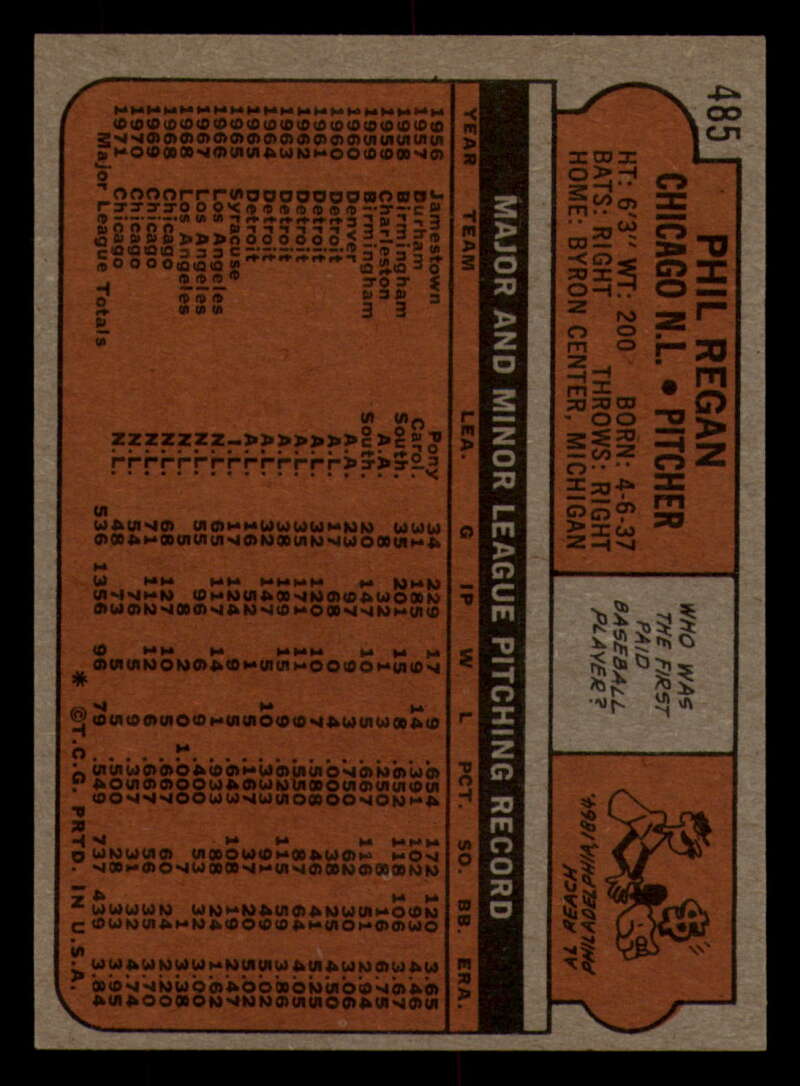 485
PHIL REGAN
CHICAGO N.L. • PITCHER
HT: 6'3" WT: 200 BORN: 4-6-37
BATS: RIGHT THROWS: RIGHT
HOME: BYRON CENTER, MICHIGAN
WHO WAS
THE FIRST
PAID
BASEBALL
PLAYER?
AL REACH
PHILADELPHIA, 1864.
MAJOR AND MINOR LEAGUE PITCHING RECORD
YEAR TEAM LEA. G IP W L PCT. SO. BB. ERA.
1956 Jamestown Pony 34 229 17 9 .654 172 120 3.65
1957 Durham Carol. 31 185 9 14 .391 102 93 4.46
1958 Birmingham South. 35 201 15 8 .652 118 106 3.67
1959 Charleston A.A. 8 32 1 3 .250 8 16 6.75
1959 Birmingham South. 20 147 10 5 .667 116 51 2.94
1960 Denver A.A. 23 97 9 3 .750 62 30 3.06
1960 Detroit A.L. 17 68 0 4 .000 38 25 4.50
1961 Detroit A.L. 32 120 10 7 .588 46 41 5.25
1962 Detroit A.L. 35 171 11 9 .550 87 64 4.05
1963 Detroit A.L. 38 189 15 9 .625 115 59 3.86
1964 Detroit A.L. 32 147 5 10 .333 91 49 5.02
1965 Detroit A.L. 16 52 1 5 .167 37 20 5.02
1965 Syracuse I.L. 17 124 9 5 .643 108 19 2.47
1966 Los Angeles N.L. 65 117 14 1 .933 88 24 1.62
1967 Los Angeles N.L. 55 96 6 9 .400 53 32 3.00
1968 Los Angeles N.L. 5 8 2 0 1.000 7 1 3.38
1968 Chicago N.L. 68 127 10 5 .667 60 24 2.20
1969 Chicago N.L. 71 112 12 6 .667 56 35 3.70
1970 Chicago N.L. 54 76 5 9 .357 31 32 4.74
1971 Chicago N.L. 48 73 5 5 .500 28 33 3.95
Major League Totals 536 1356 96 79 .549 737 439 3.84
* ©T.C.G. PRTD. IN U.S.A.